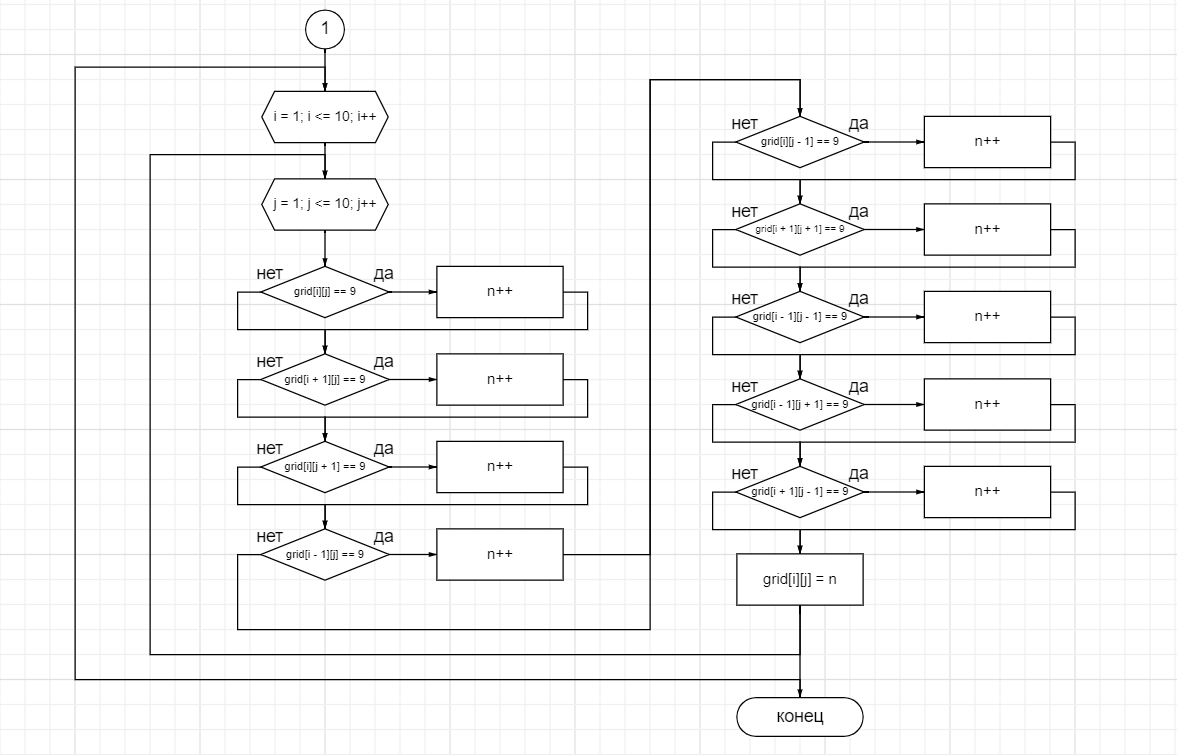 1
i = 1; i <= 10; i++
j = 1; j <= 10; j++
нет
да
grid[i][j] == 9
n++
нет
да
grid[i + 1][j] == 9
n++
нет
да
grid[i][j + 1] == 9
n++
нет
да
grid[i - 1][j] == 9
n++
нет
да
grid[i][j - 1] == 9
n++
нет
да
grid[i + 1][j + 1] == 9
n++
нет
да
grid[i - 1][j - 1] == 9
n++
нет
да
grid[i - 1][j + 1] == 9
n++
нет
да
grid[i + 1][j - 1] == 9
n++
grid[i][j] = n
конец